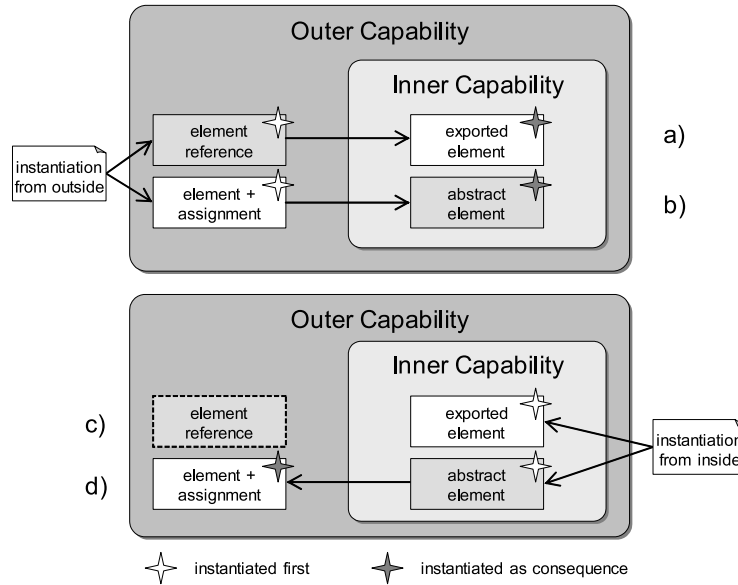 Outer Capability
Inner Capability
element
reference
exported
element
a)
instantiation
from outside
element +
assignment
abstract
element
b)
Outer Capability
Inner Capability
c)
element
reference
exported
element
instantiation
from inside
d)
element +
assignment
abstract
element
instantiated first
instantiated as consequence